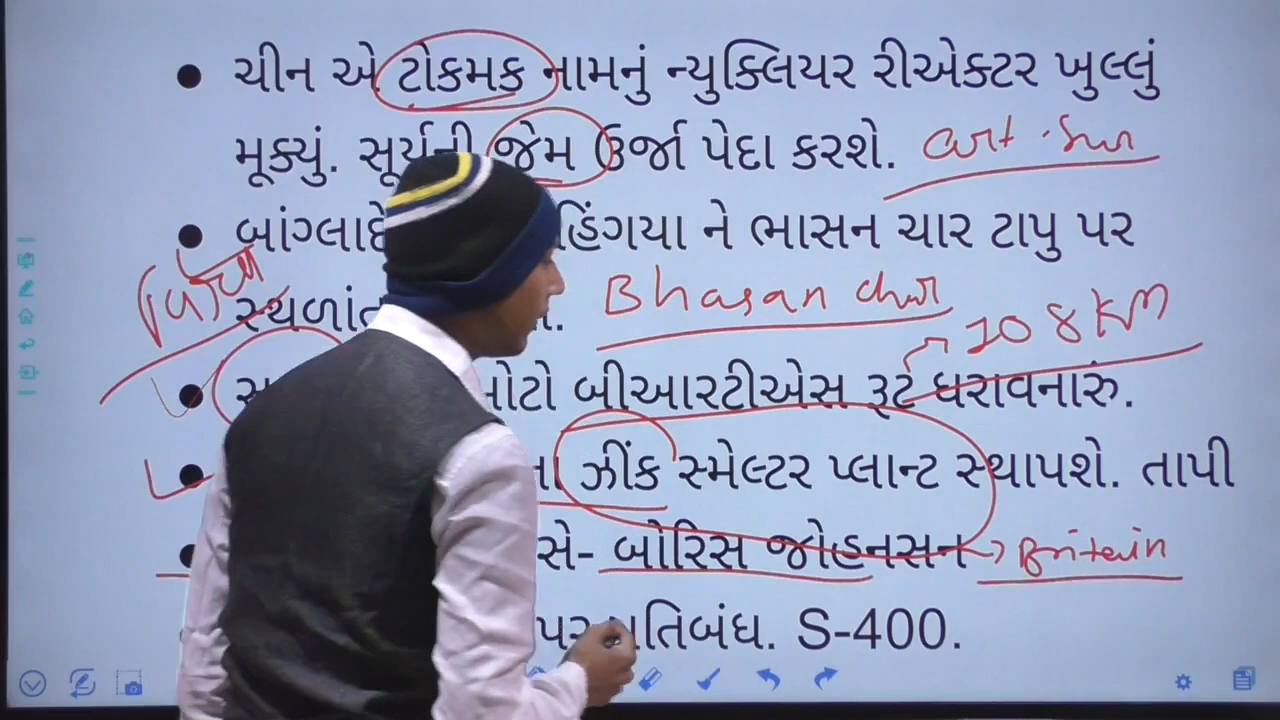 ચીન એ ટોકમક નામનું ન્યુક્લિયર રીએક્ટર ખુલ્લું
મૂક્યું. સૂર્યની જેમ ઉર્જા પેદા કરશે. art. Sun
હિંગયા ને ભાસન ચાર ટાપુ પર
Bhasan char
108 km
બીઆરટીએસ રૂટ ધરાવનારું.
ઝીંક સ્મેલ્ટર પ્લાન્ટ સ્થાપશે. તાપી
સે- બોરિસ જોહનસન → Britain
પર પ્રતિબંધ. S-400.